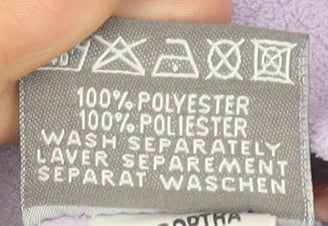 100% POLYESTER
100% POLIESTER
WASH SEPARATELY
LAVER SEPAREMENT
SEPARAT WASCHEN